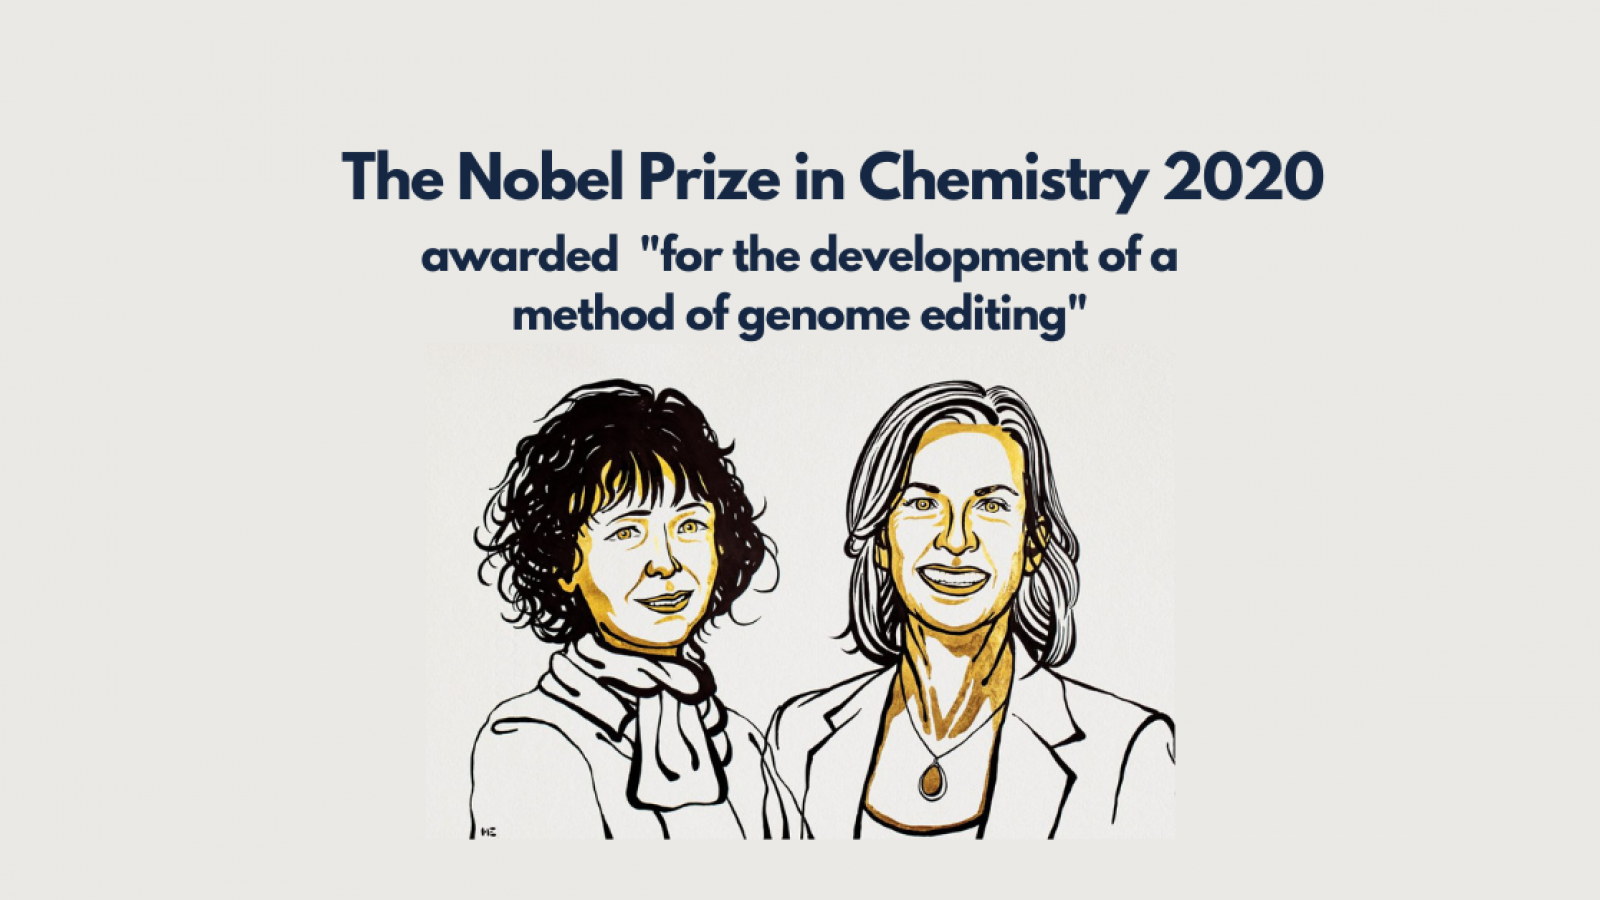 The Nobel Prize in Chemistry 2020
awarded "for the development of a
method of genome editing"